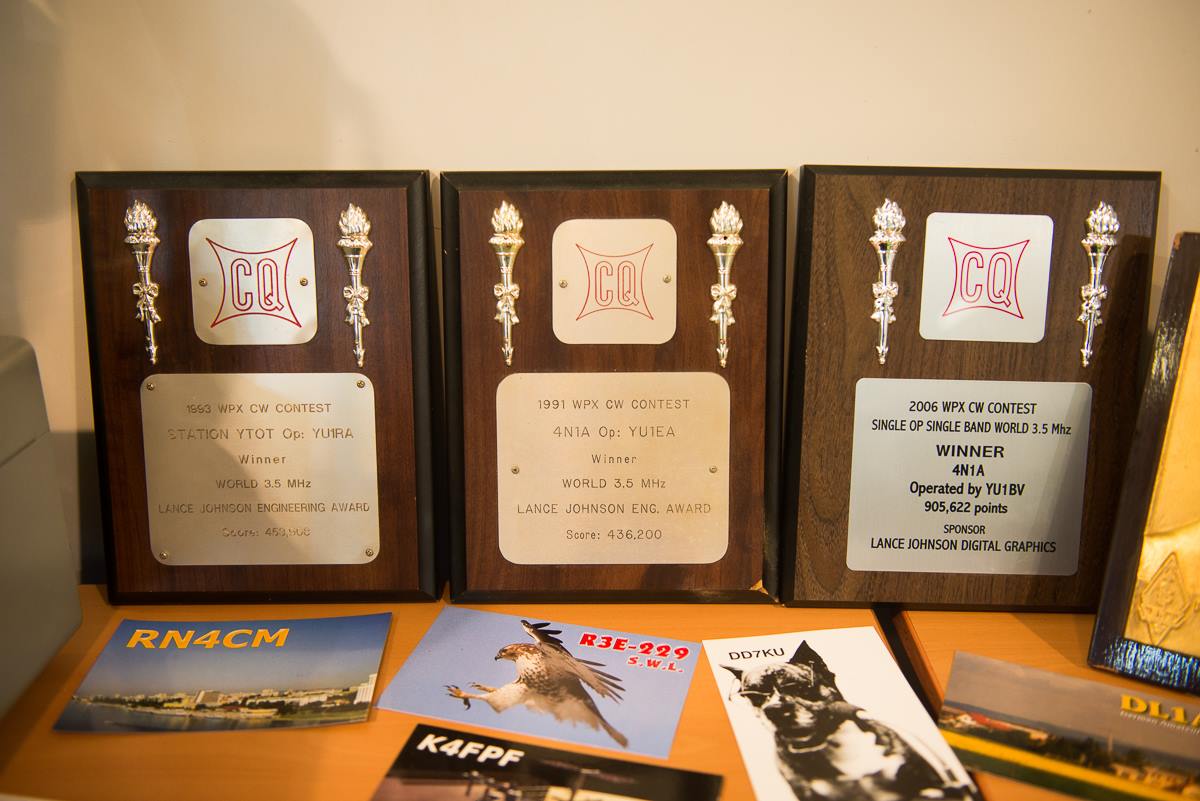 CQ
1993 WPX CW CONTEST
STATION YTOT Op: YU1RA
Winner
WORLD 3.5 MHz
LANCE JOHNSON ENGINEERING AWARD
Score:
CQ
1991 WPX CW CONTEST
4N1A Op: YU1EA
Winner
WORLD 3.5 MHz
LANCE JOHNSON ENG. AWARD
Score: 436,200
CQ
2006 WPX CW CONTEST
SINGLE OP SINGLE BAND WORLD 3.5 Mhz
WINNER
4N1A
Operated by YU1BV
905,622 points
SPONSOR
LANCE JOHNSON DIGITAL GRAPHICS
RN4CM
R3E-229
S.W.L.
DD7KU
K4FPF